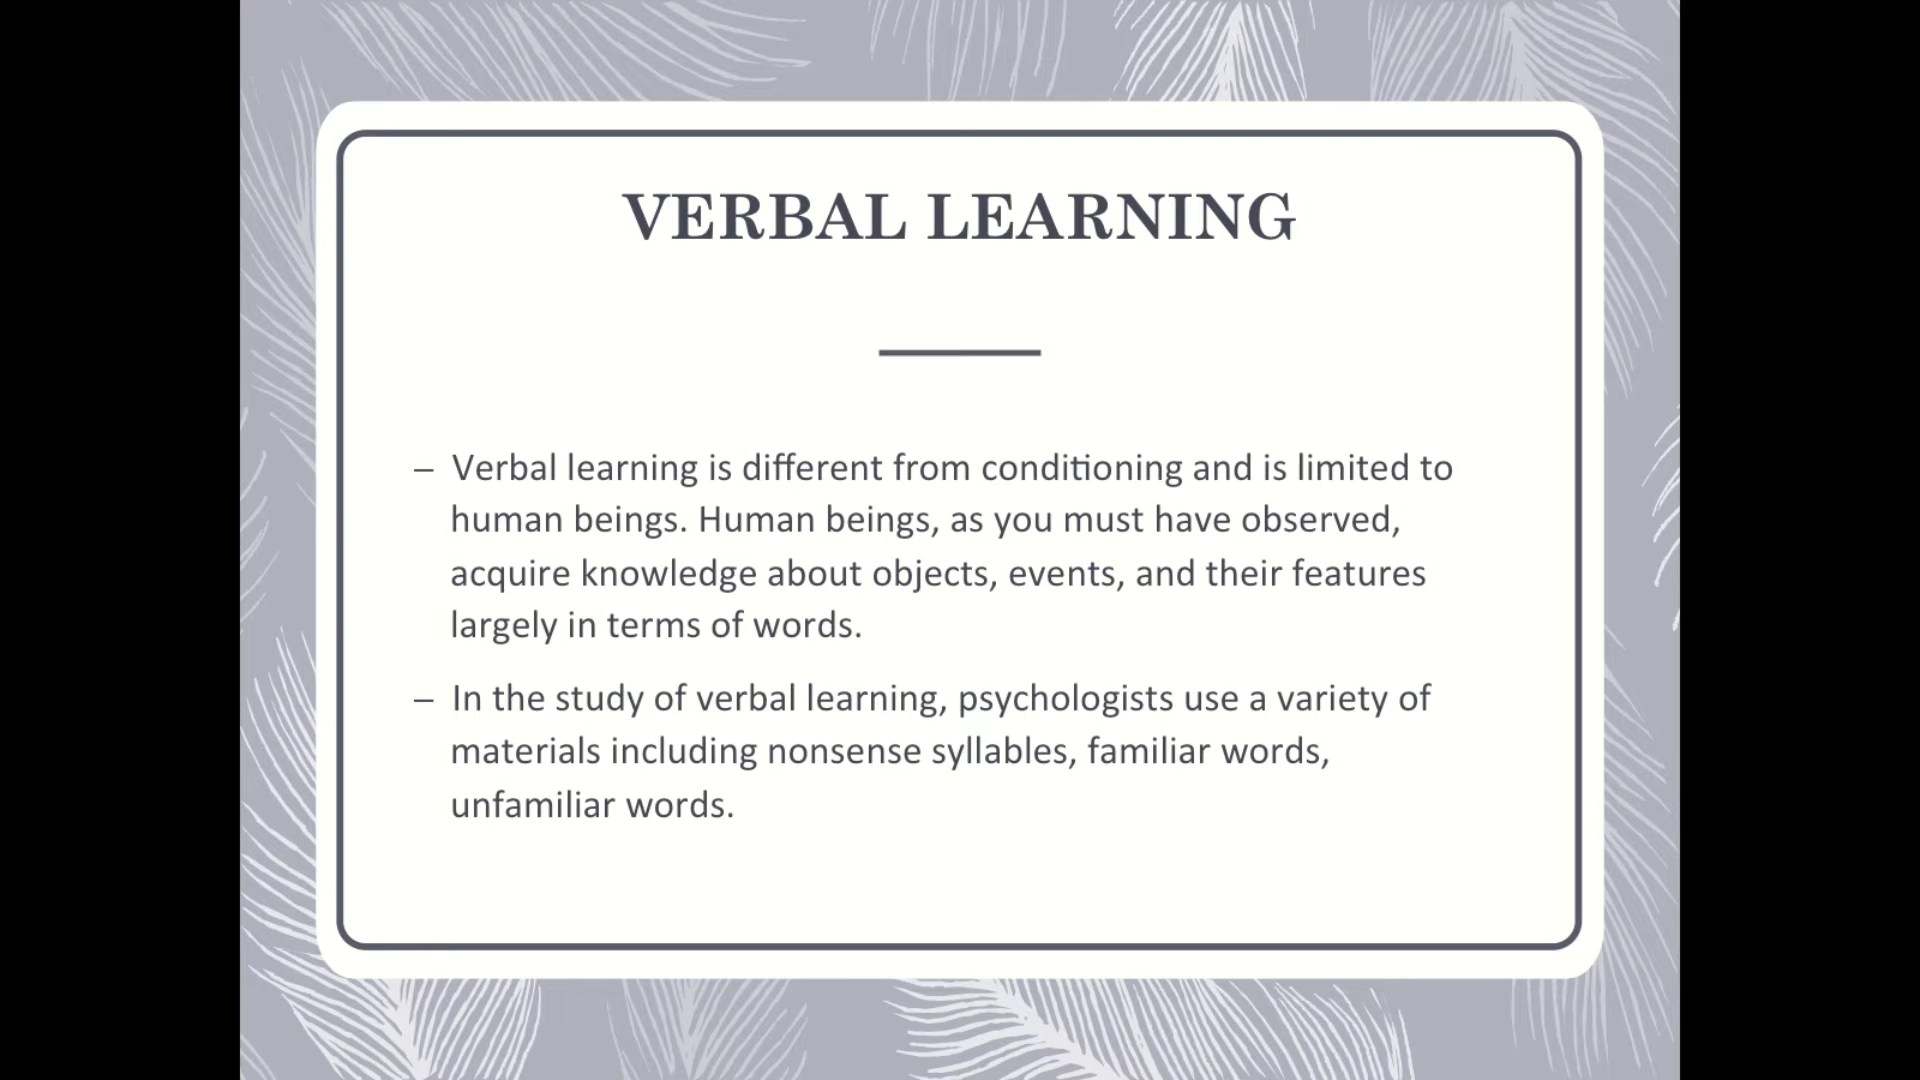 VERBAL LEARNING
– Verbal learning is different from conditioning and is limited to
human beings. Human beings, as you must have observed,
acquire knowledge about objects, events, and their features
largely in terms of words.
– In the study of verbal learning, psychologists use a variety of
materials including nonsense syllables, familiar words,
unfamiliar words.